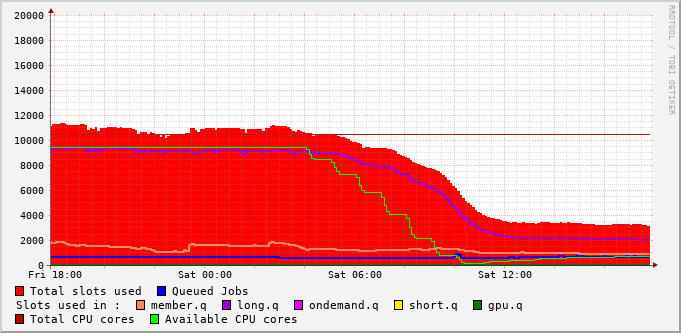 20000
18000
16000
14000
12000
10000
8000
6000
4000
2000
0
Fri 18:00 Sat 00:00 Sat 06:00 Sat 12:00
Total slots used Queued Jobs
Slots used in : member.q long.q ondemand.q short.q gpu.q
Total CPU cores Available CPU cores
RRDTOOL / TOBI OETIKER